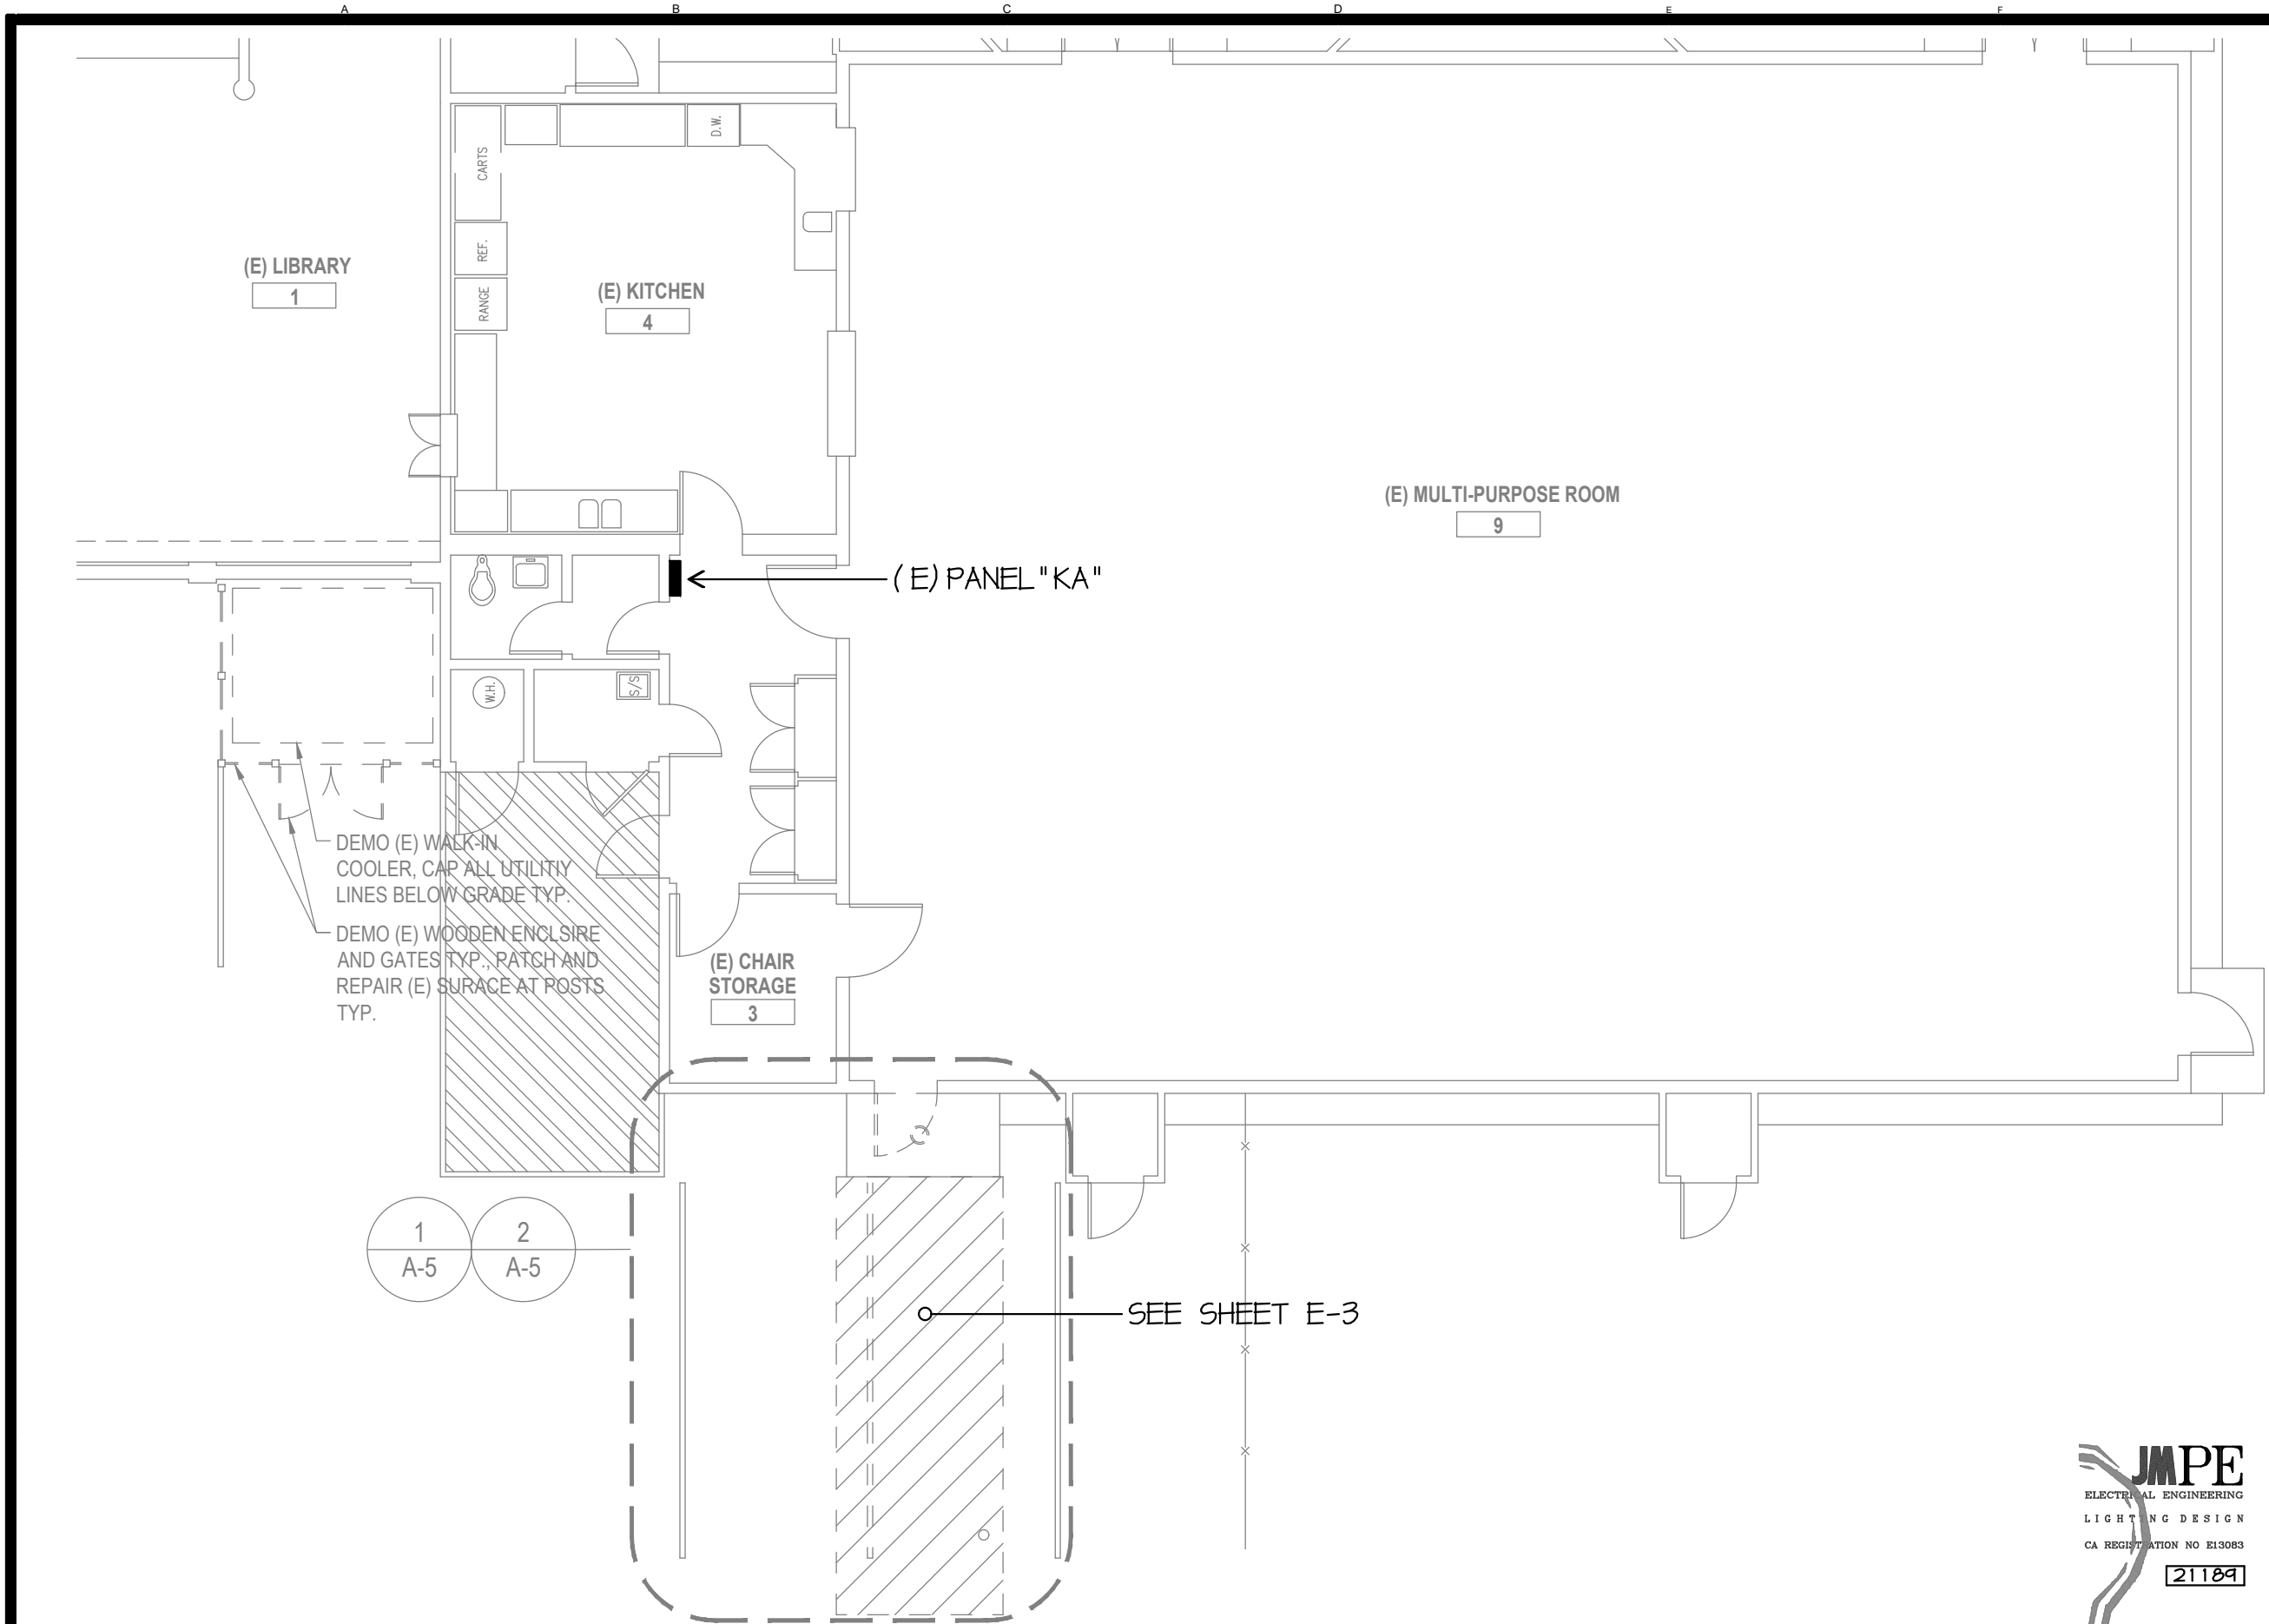 A B C D E F
CARTS
D.W.
REF.
RANGE
(E) LIBRARY
1
(E) KITCHEN
4
(E) MULTI-PURPOSE ROOM
9
(E) PANEL "KA"
W.H.
S/S
DEMO (E) WALK-IN
COOLER, CAP ALL UTILITIY
LINES BELOW GRADE TYP.
DEMO (E) WOODEN ENCLSIRE
AND GATES TYP., PATCH AND
REPAIR (E) SURACE AT POSTS
TYP.
(E) CHAIR
STORAGE
3
1
A-5
2
A-5
SEE SHEET E-3
JMPE
ELECTRICAL ENGINEERING
LIGHTING DESIGN
CA REGISTRATION NO E13083
21189